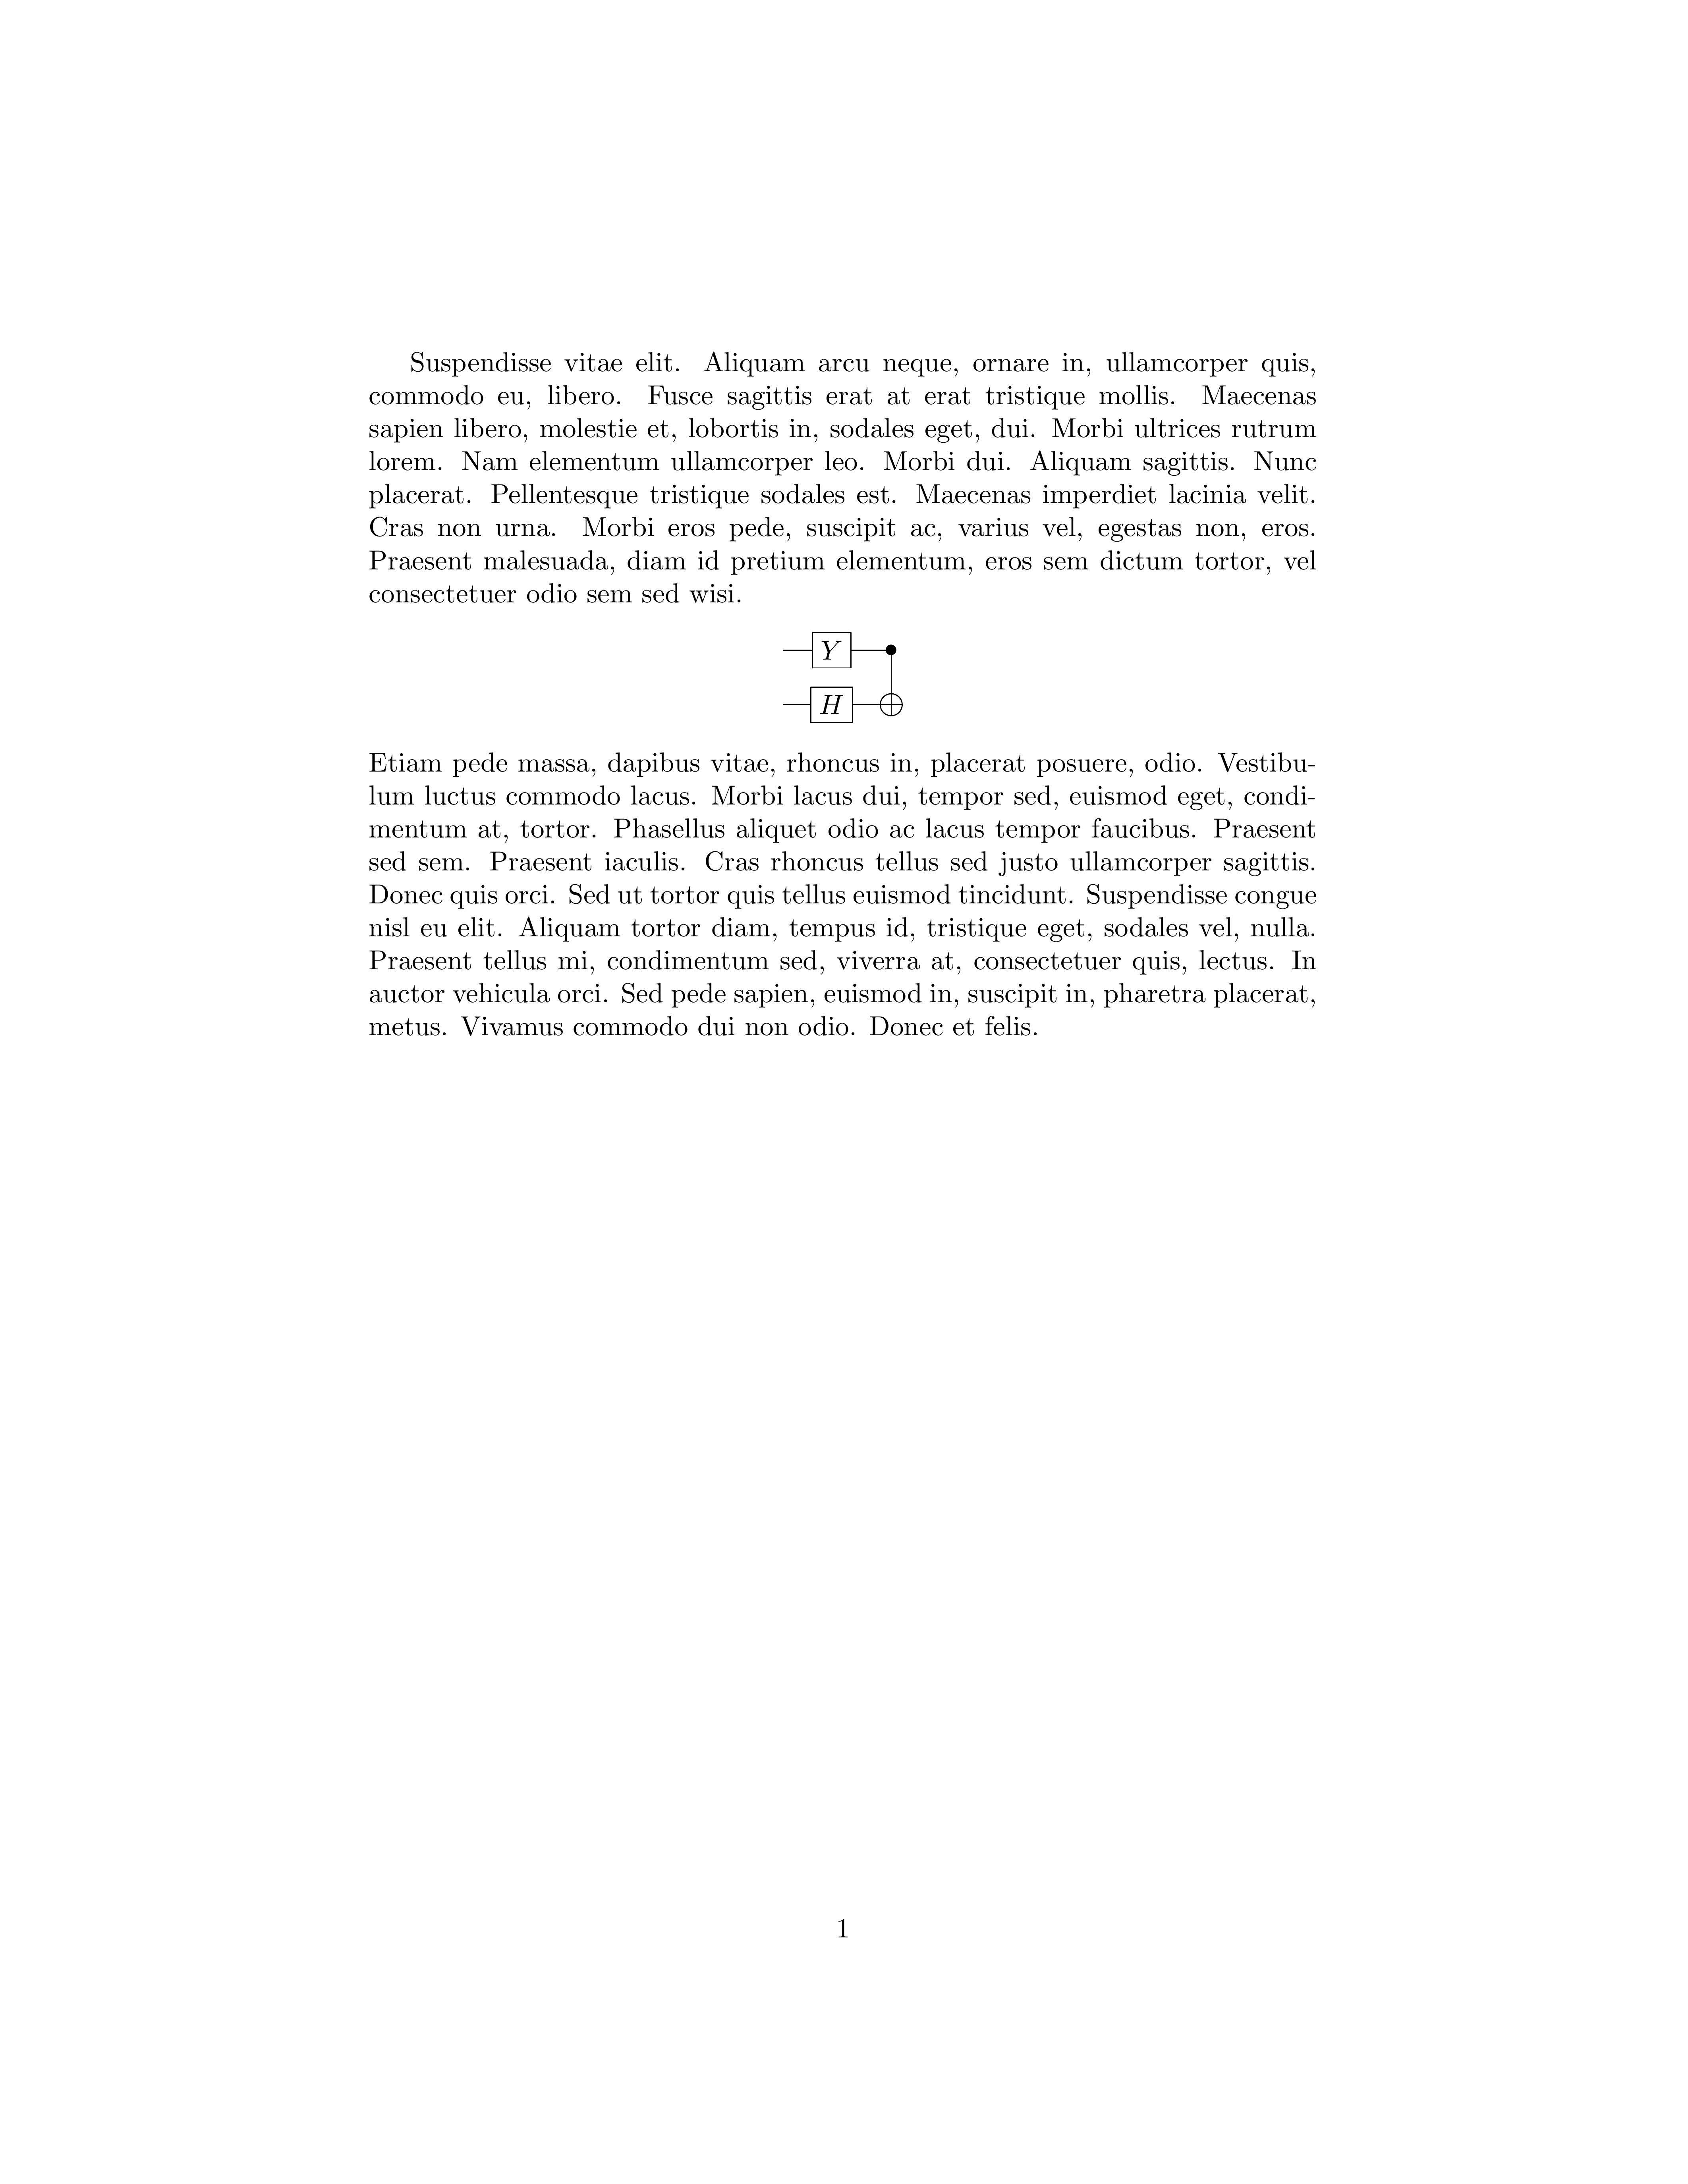 Suspendisse vitae elit. Aliquam arcu neque, ornare in, ullamcorper quis,
commodo eu, libero. Fusce sagittis erat at erat tristique mollis. Maecenas
sapien libero, molestie et, lobortis in, sodales eget, dui. Morbi ultrices rutrum
lorem. Nam elementum ullamcorper leo. Morbi dui. Aliquam sagittis. Nunc
placerat. Pellentesque tristique sodales est. Maecenas imperdiet lacinia velit.
Cras non urna. Morbi eros pede, suscipit ac, varius vel, egestas non, eros.
Praesent malesuada, diam id pretium elementum, eros sem dictum tortor, vel
consectetuer odio sem sed wisi.
Y
H
Etiam pede massa, dapibus vitae, rhoncus in, placerat posuere, odio. Vestibu-
lum luctus commodo lacus. Morbi lacus dui, tempor sed, euismod eget, condi-
mentum at, tortor. Phasellus aliquet odio ac lacus tempor faucibus. Praesent
sed sem. Praesent iaculis. Cras rhoncus tellus sed justo ullamcorper sagittis.
Donec quis orci. Sed ut tortor quis tellus euismod tincidunt. Suspendisse congue
nisl eu elit. Aliquam tortor diam, tempus id, tristique eget, sodales vel, nulla.
Praesent tellus mi, condimentum sed, viverra at, consectetuer quis, lectus. In
auctor vehicula orci. Sed pede sapien, euismod in, suscipit in, pharetra placerat,
metus. Vivamus commodo dui non odio. Donec et felis.
1